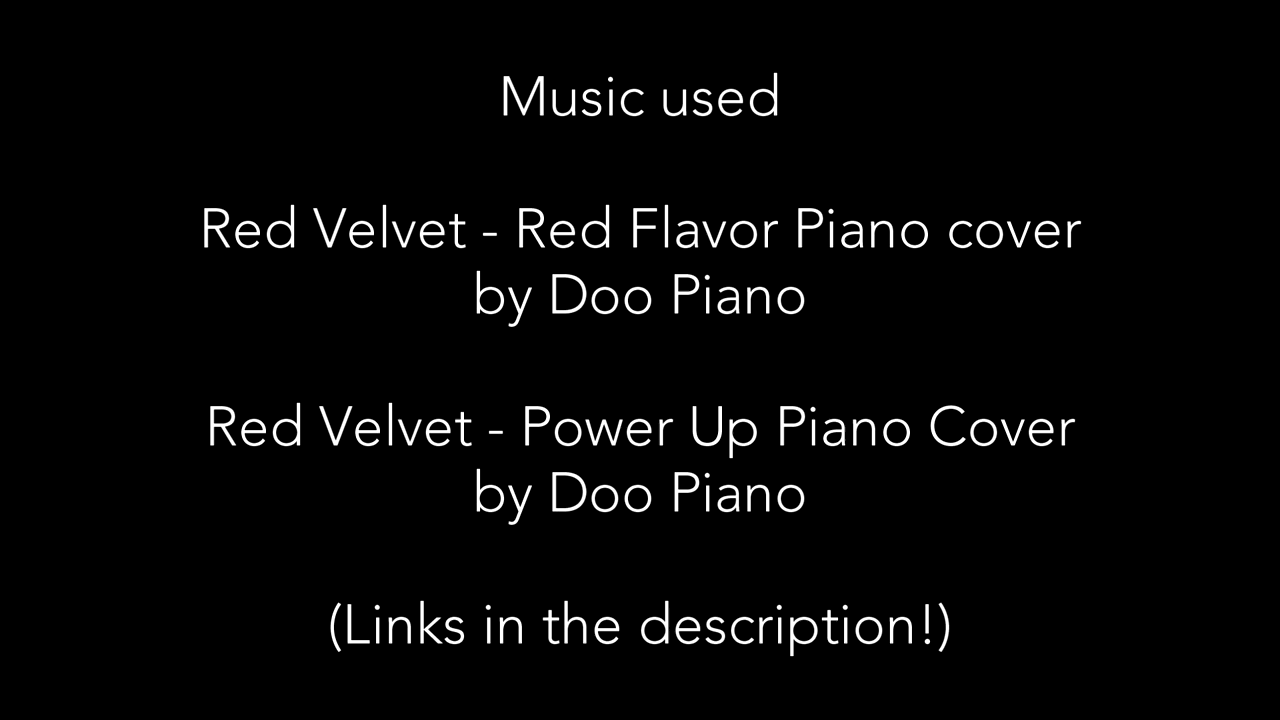 Music used
Red Velvet - Red Flavor Piano cover
by Doo Piano
Red Velvet - Power Up Piano Cover
by Doo Piano
(Links in the description!)